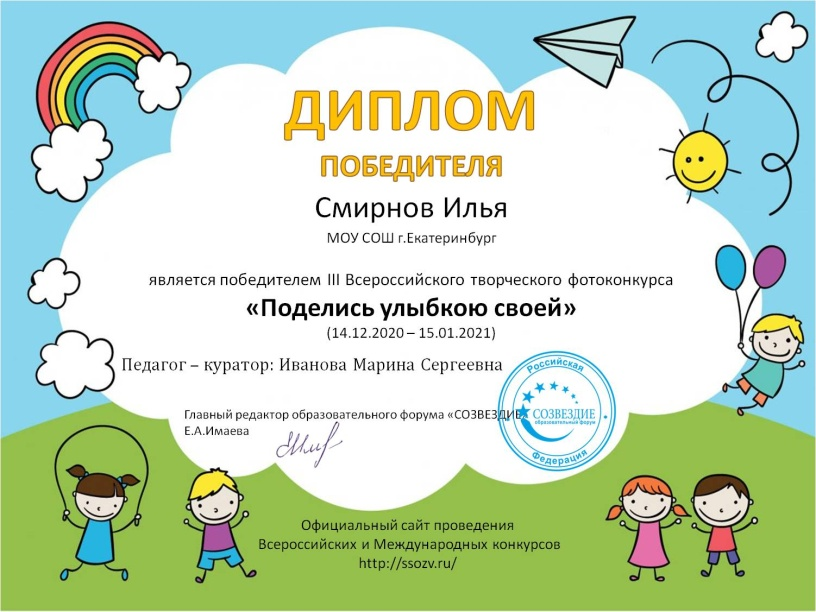 ДИПЛОМ
ПОБЕДИТЕЛЯ
Смирнов Илья
МОУ СОШ г.Екатеринбург
является победителем III Всероссийского творческого фотоконкурса
«Поделись улыбкою своей»
(14.12.2020 – 15.01.2021)
Педагог – куратор: Иванова Марина Сергеевна
Главный редактор образовательного форума «СОЗВЕЗДИЕ»
Е.А.Имаева
Российская
СОЗВЕЗДИЕ
образовательный форум
Федерация
Официальный сайт проведения
Всероссийских и Международных конкурсов
http://ssozv.ru/